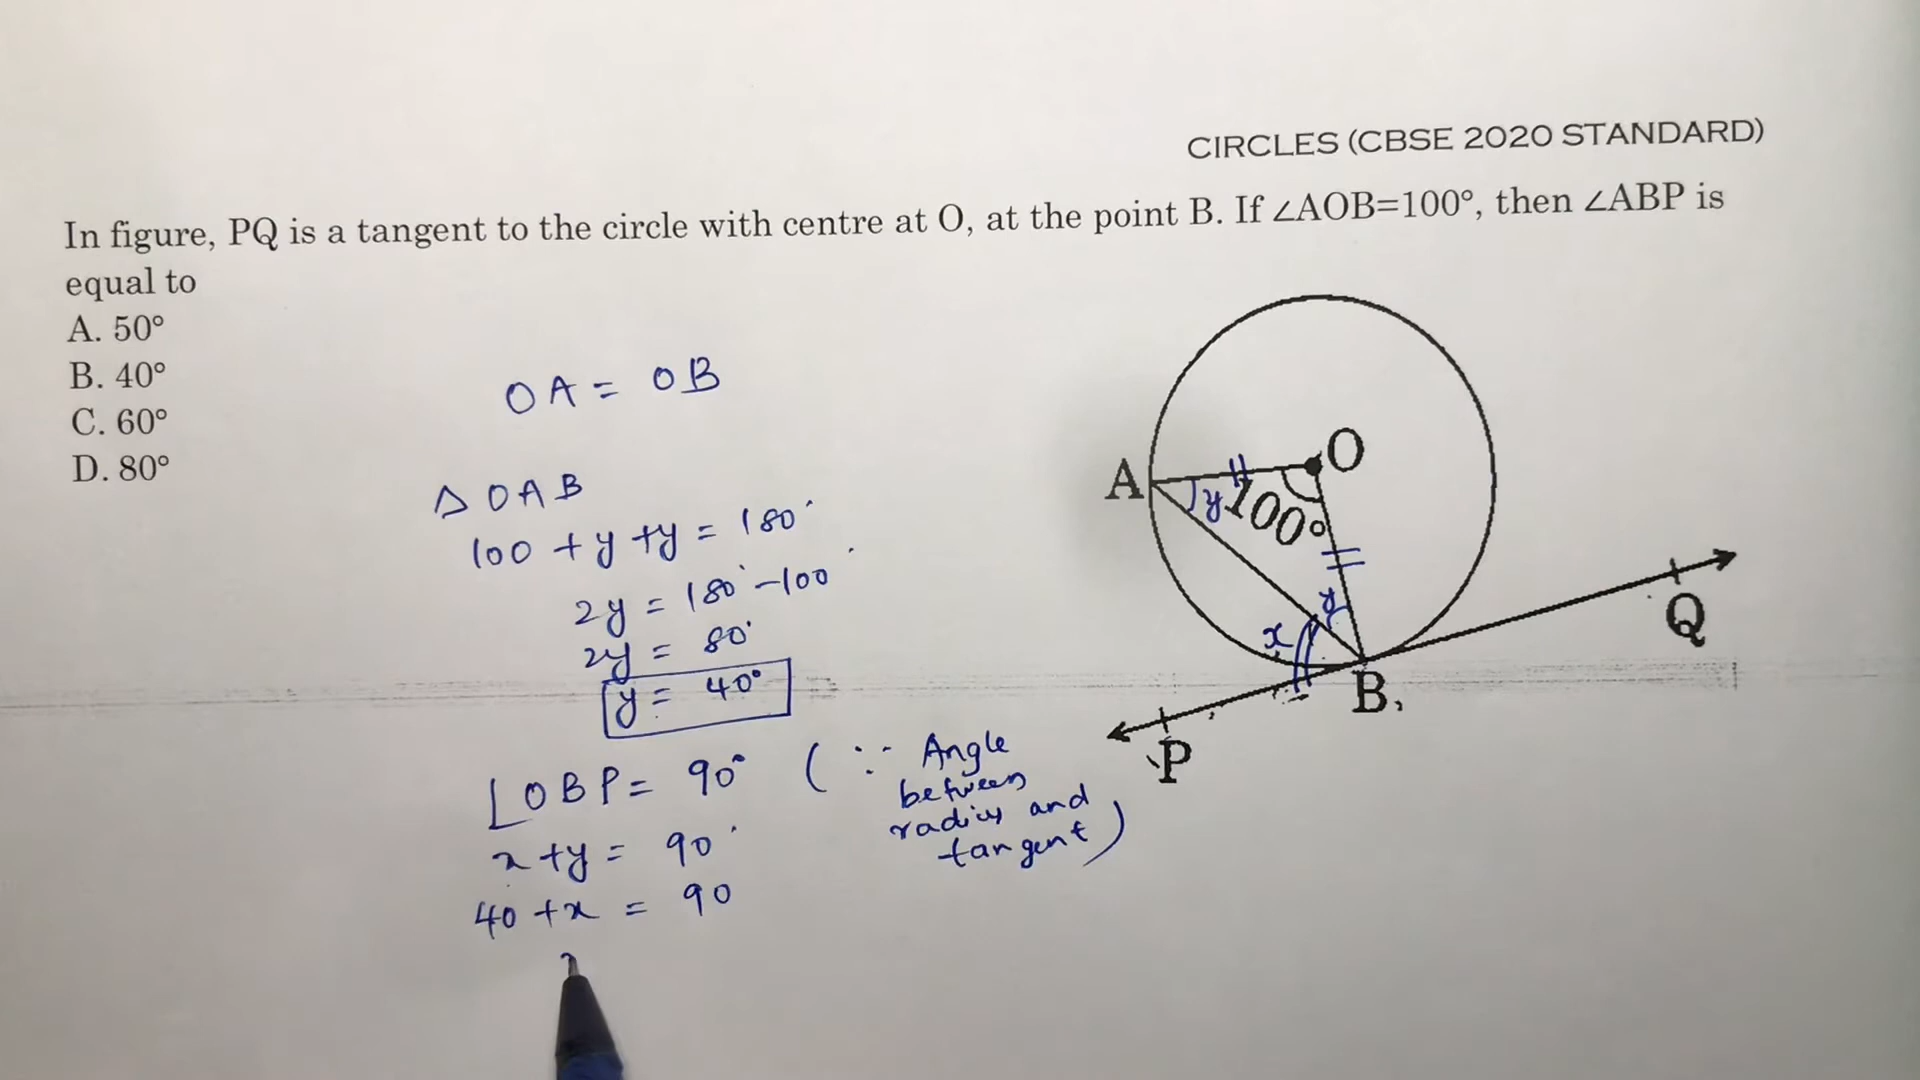 CIRCLES (CBSE 2020 STANDARD)
In figure, PQ is a tangent to the circle with centre at O, at the point B. If ∠AOB=100°, then ∠ABP is
equal to
A. 50°
B. 40°
C. 60°
D. 80°
OA = OB
△OAB
100 + y + y = 180°
2y = 180° - 100
2y = 80°
y = 40°
∠OBP = 90° (∵ Angle
between
radius and
tangent)
x + y = 90°
40 + x = 90
A
O
y
100°
y
x
B
P
Q